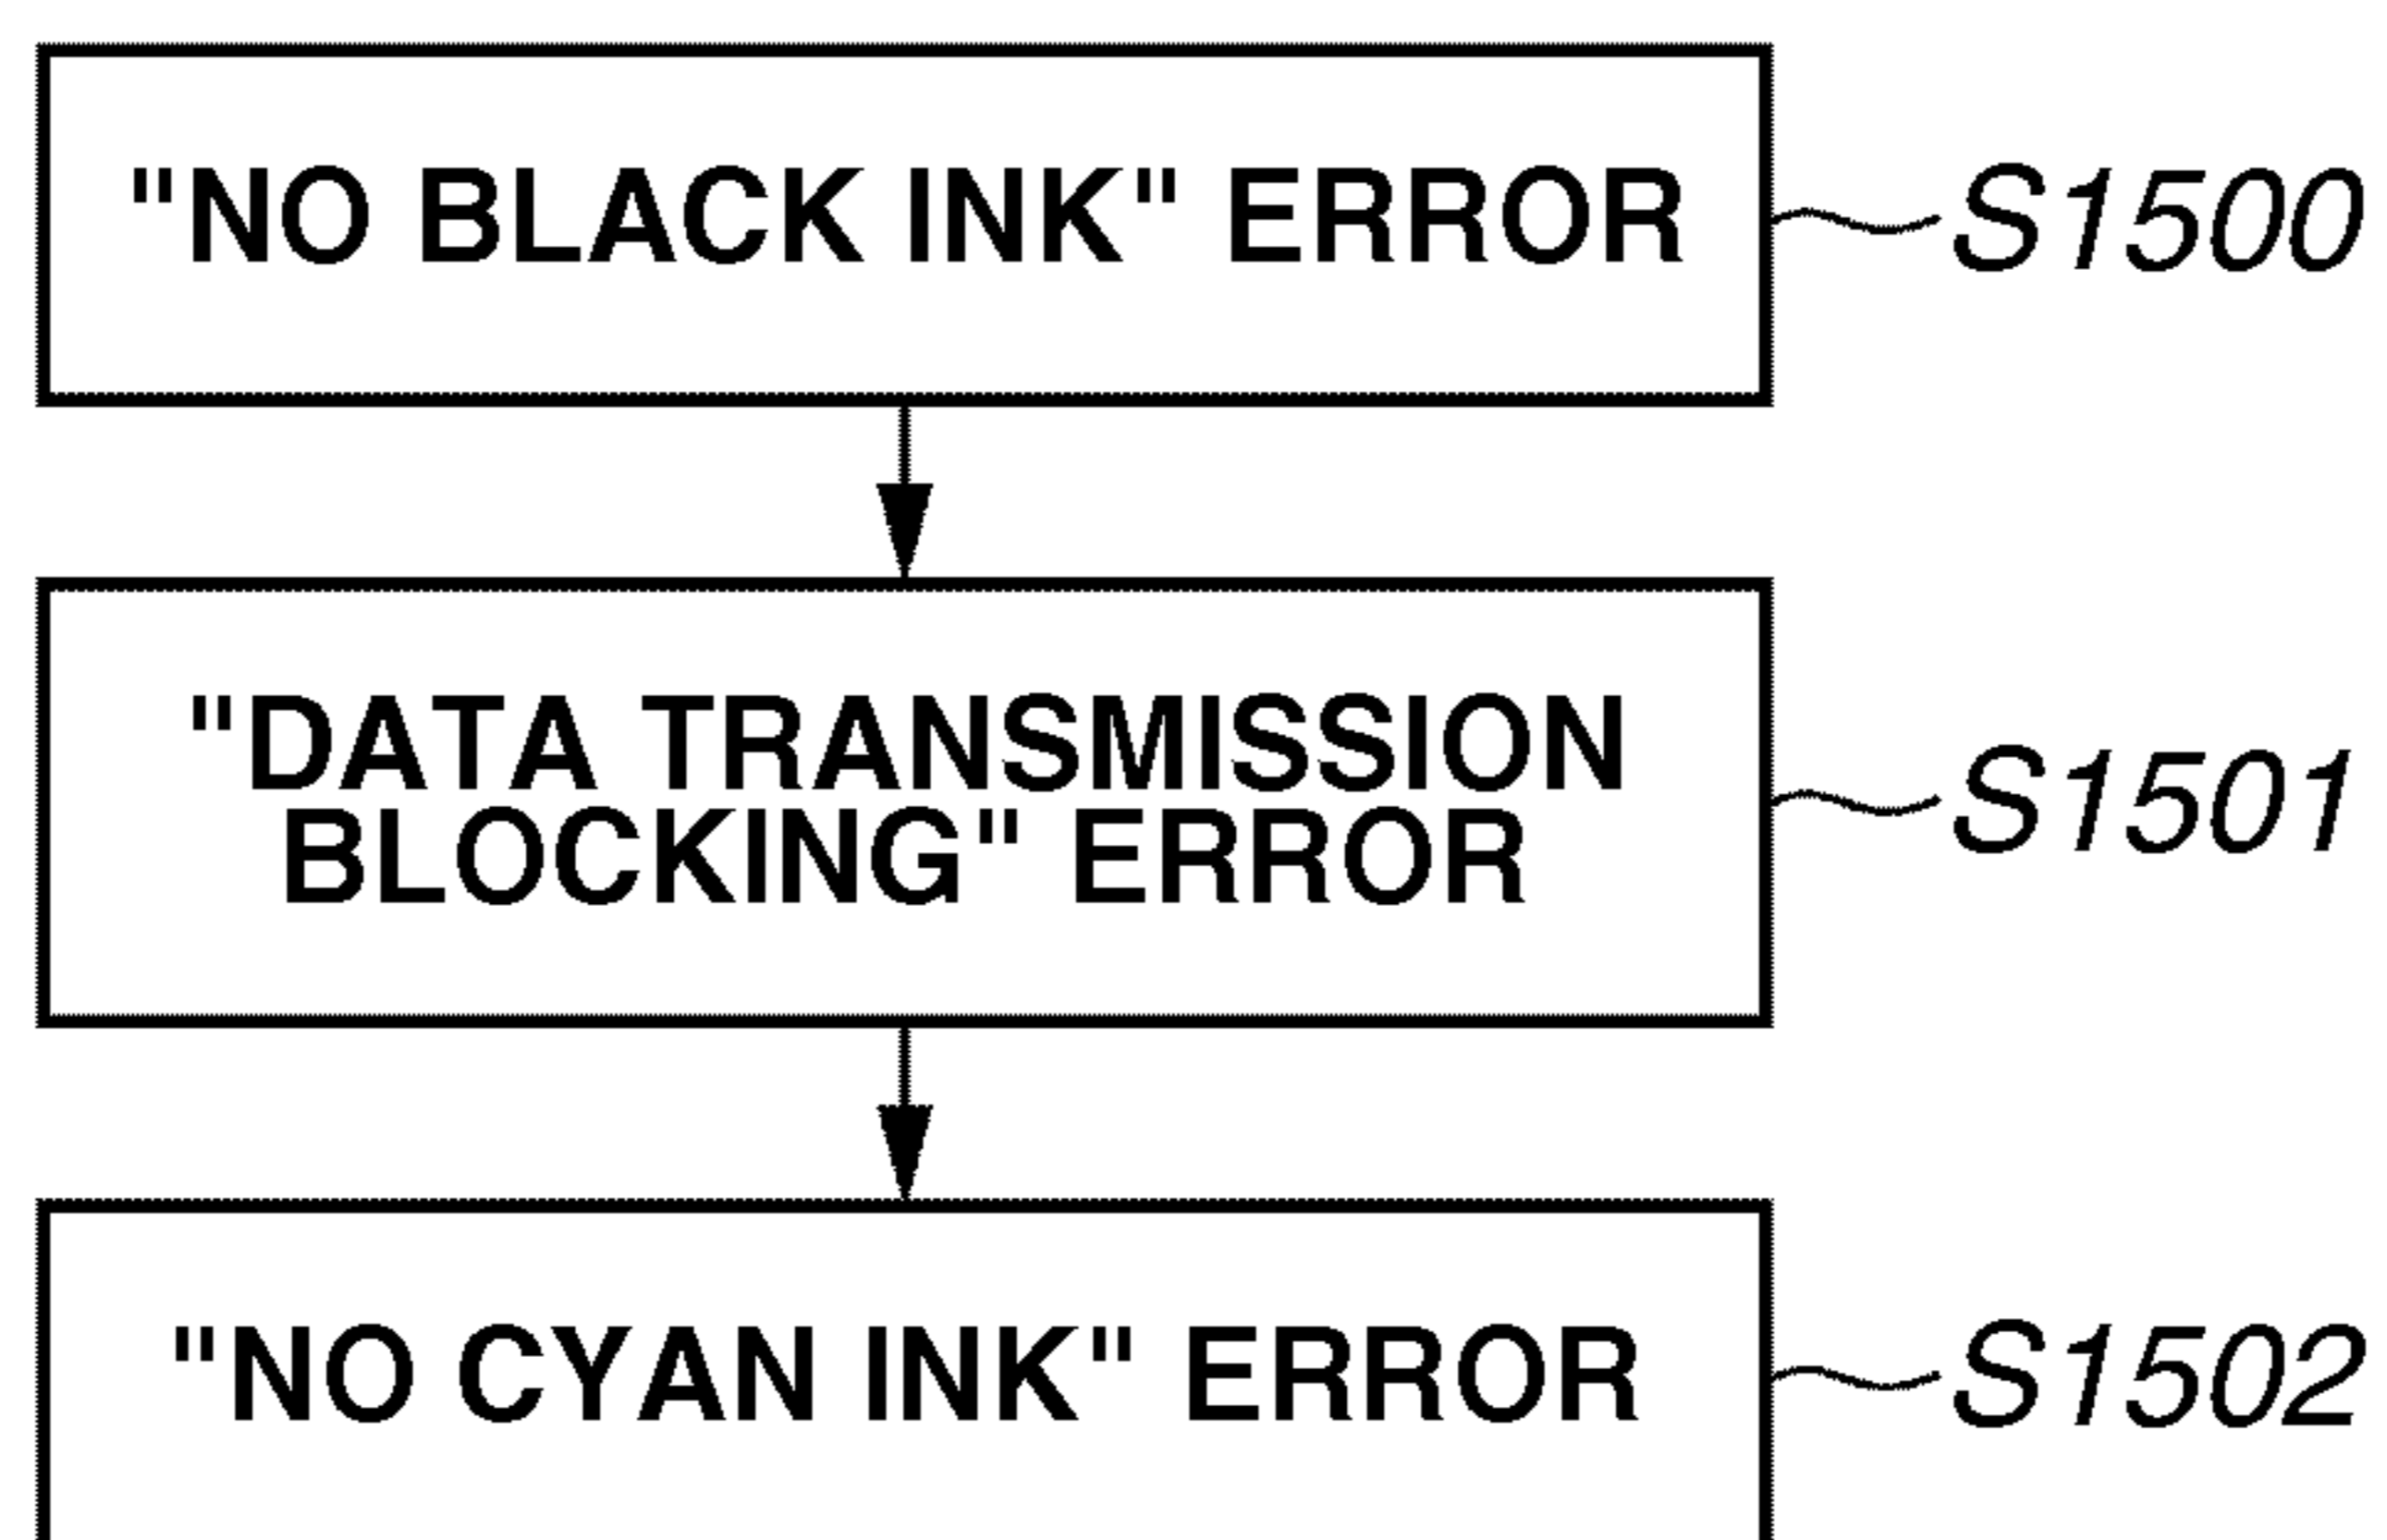 "NO BLACK INK" ERROR
S1500
"DATA TRANSMISSION
BLOCKING" ERROR
S1501
"NO CYAN INK" ERROR
S1502